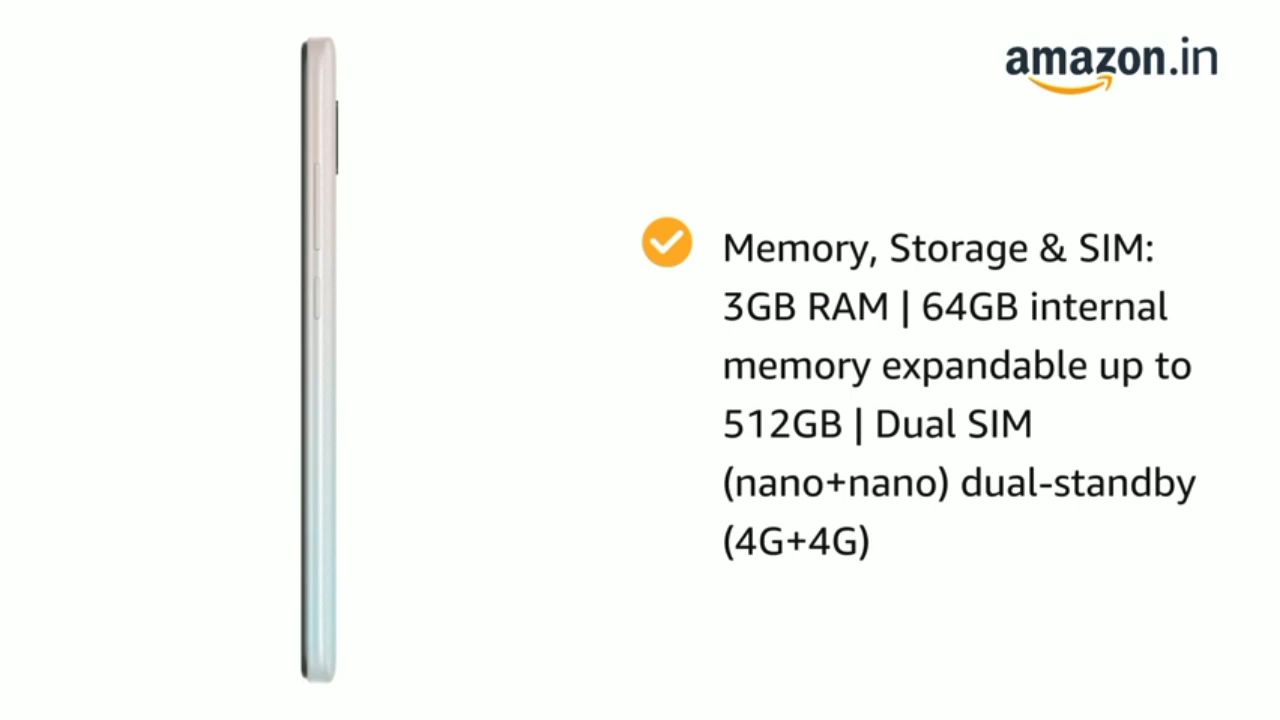 amazon.in
Memory, Storage & SIM:
3GB RAM | 64GB internal
memory expandable up to
512GB | Dual SIM
(nano+nano) dual-standby
(4G+4G)